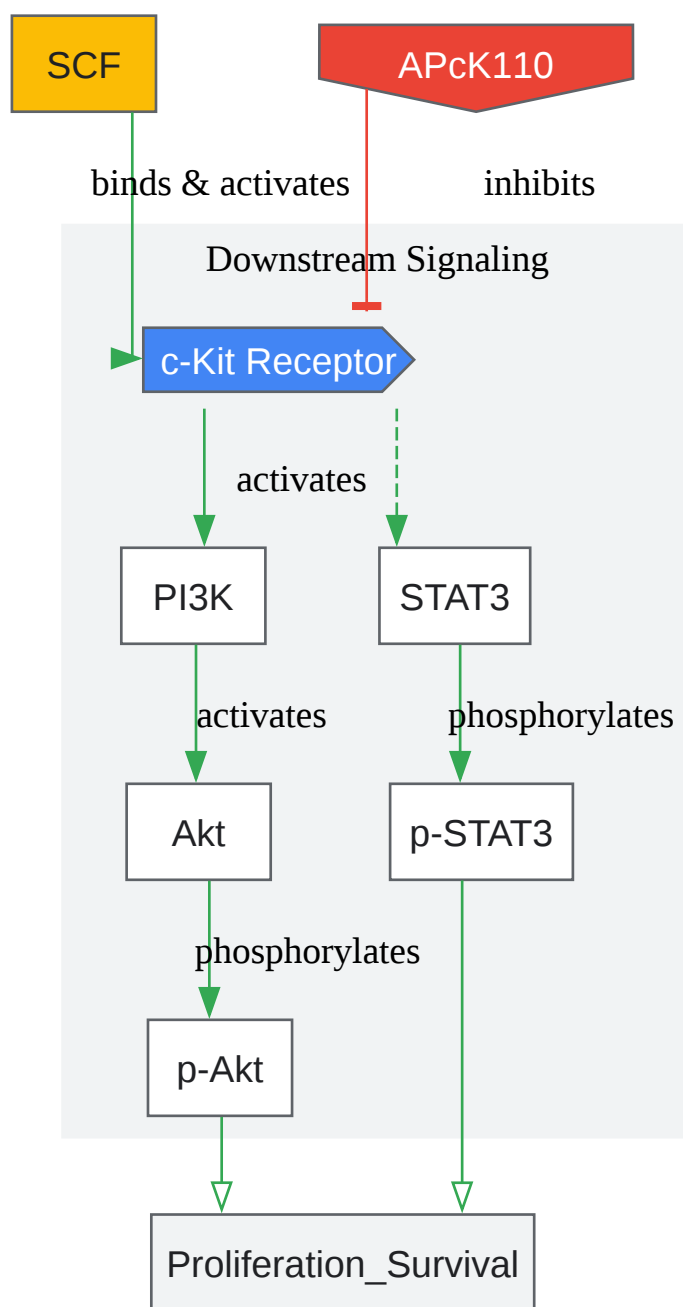 SCF
APcK110
binds & activates
inhibits
Downstream Signaling
c-Kit Receptor
activates
PI3K
STAT3
activates
phosphorylates
Akt
p-STAT3
phosphorylates
p-Akt
Proliferation_Survival